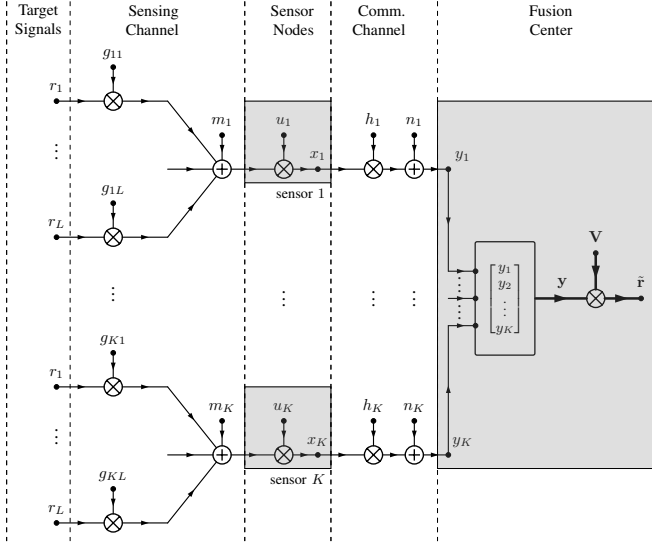 Target Signals
Sensing Channel
Sensor Nodes
Comm. Channel
Fusion Center
g₁₁
r₁
m₁
u₁
x₁
h₁
n₁
y₁
⋮
g₁L
rL
sensor 1
⋮ ⋮ ⋮
V
y₁
y₂
⋮
yK
y
r̃
gK₁
r₁
mK
uK
xK
hK
nK
yK
⋮
gKL
rL
sensor K